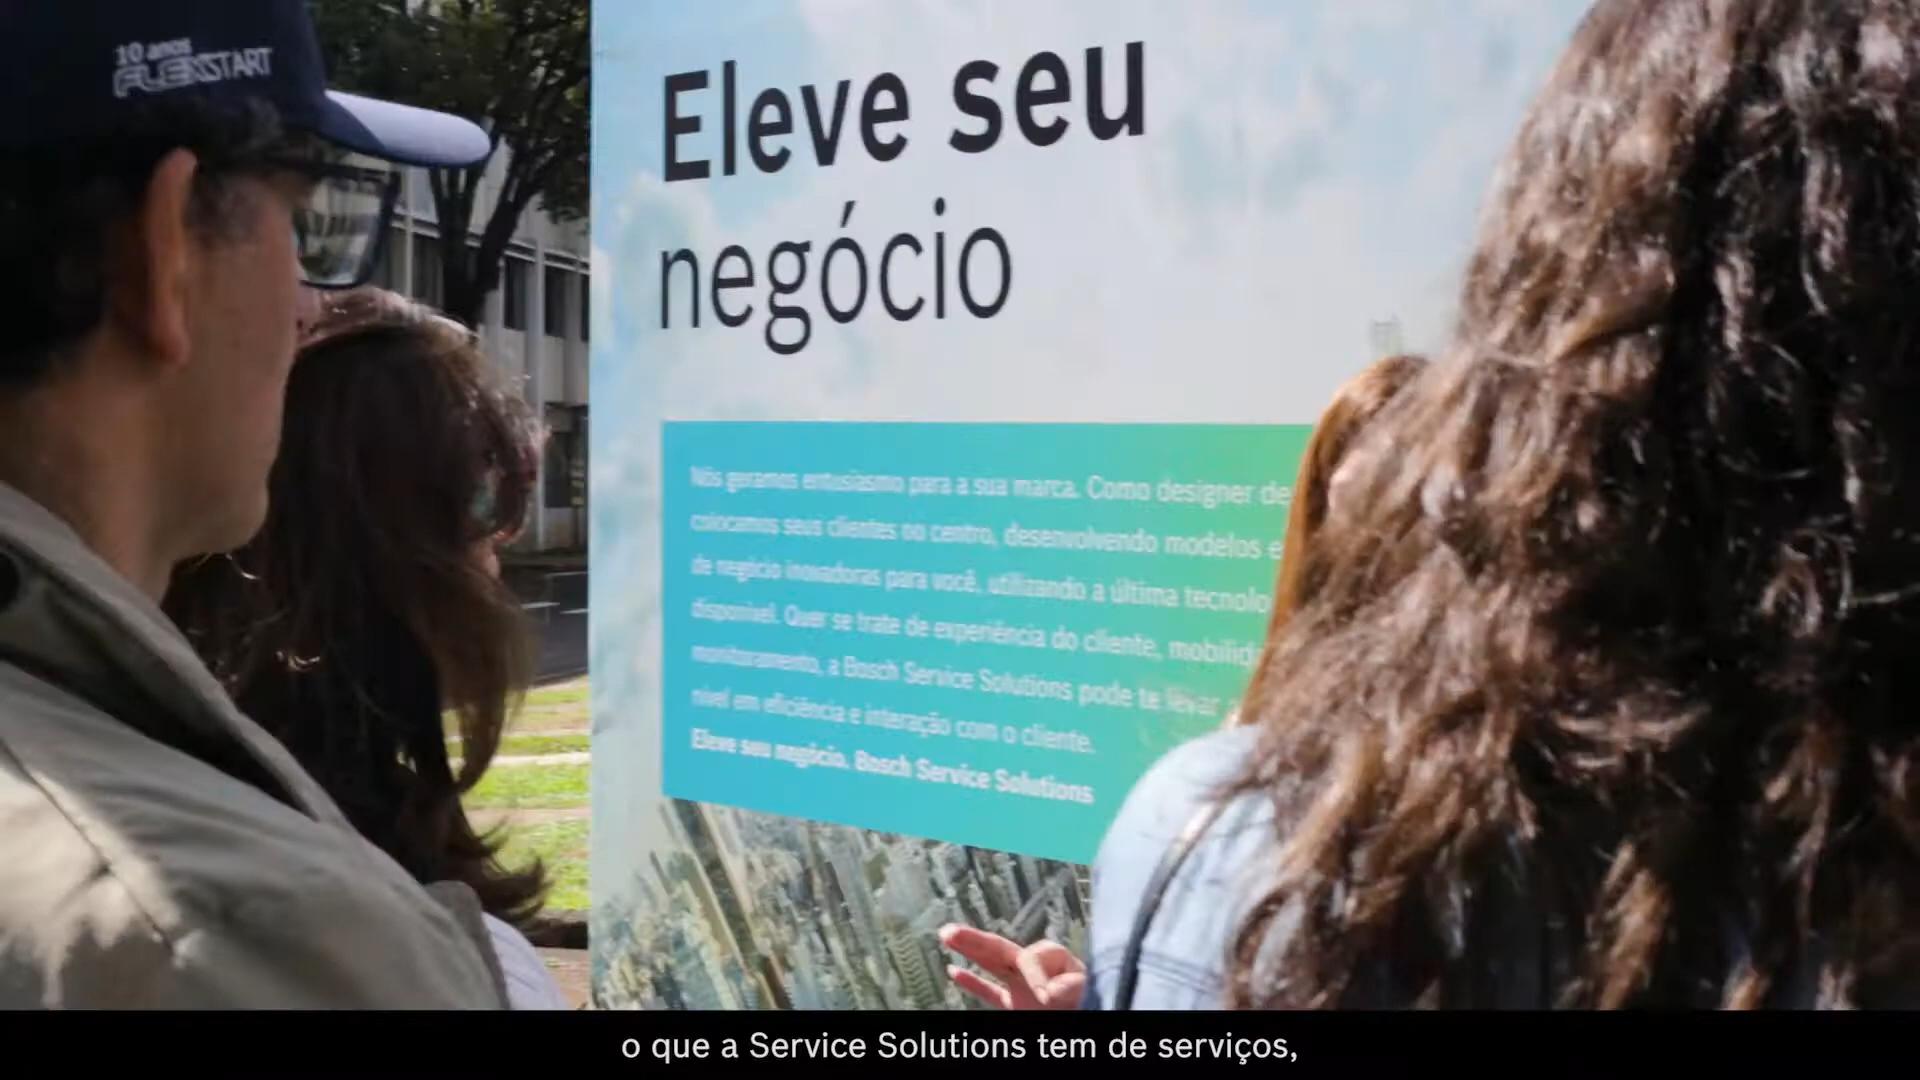 10 anos
FLEXSTART
Eleve seu
negócio
Nós geramos entusiasmo para a sua marca. Como designer de
colocamos seus clientes no centro, desenvolvendo modelos e
de negócio inovadoras para você, utilizando a última tecnolo
disponível. Quer se trate de experiência do cliente, mobilida
monitoramento, a Bosch Service Solutions pode te levar
nível em eficiência e interação com o cliente.
Eleve seu negócio. Bosch Service Solutions
o que a Service Solutions tem de serviços,